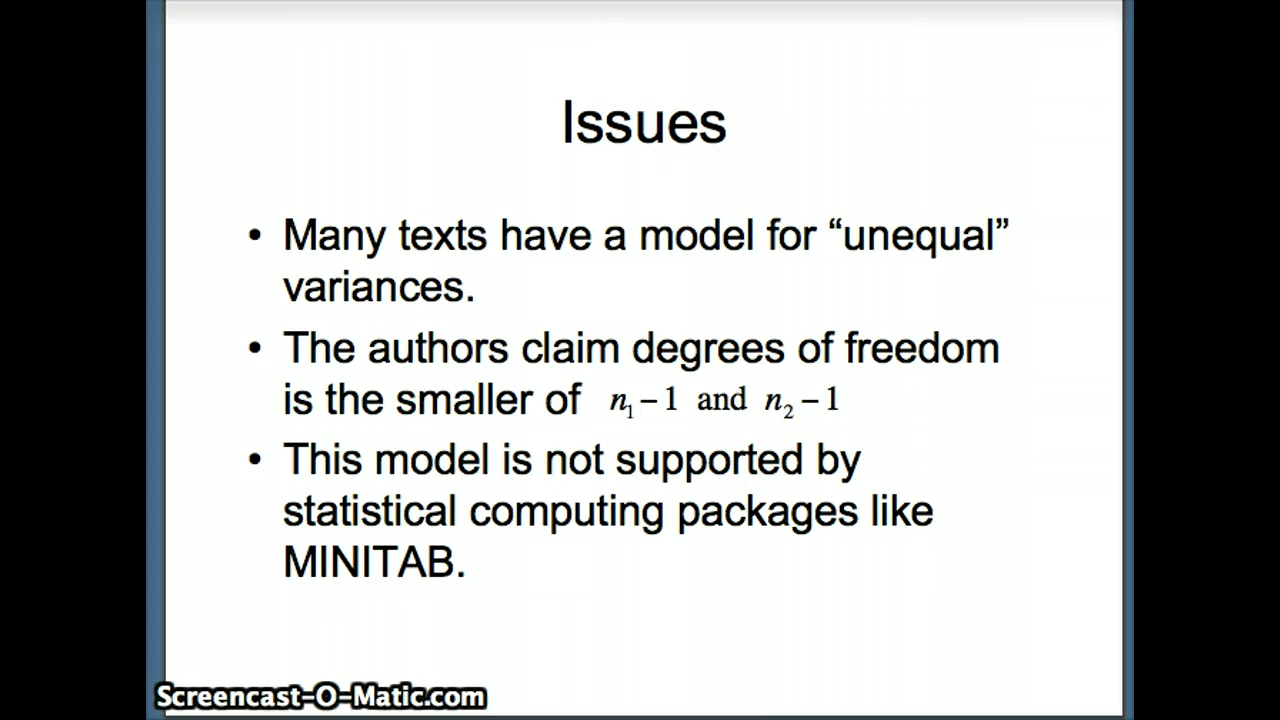 Issues
• Many texts have a model for “unequal”
variances.
• The authors claim degrees of freedom
is the smaller of n₁ – 1 and n₂ – 1
• This model is not supported by
statistical computing packages like
MINITAB.
Screencast-O-Matic.com